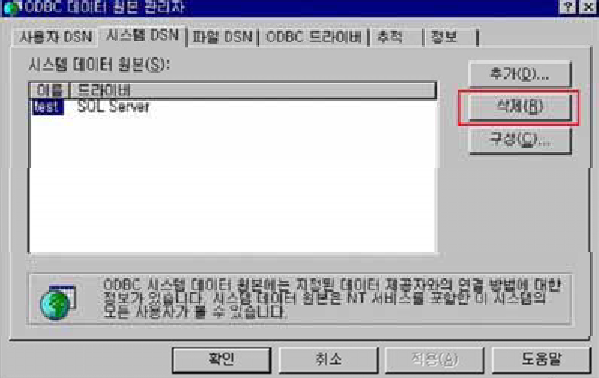 ODBC 데이터 원본 관리자
사용자 DSN 시스템 DSN 파일 DSN ODBC 드라이버 추적 정보
시스템 데이터 원본(S):
추가(D)...
이름 드라이버
test SQL Server
삭제(R)
구성(C)...
ODBC 시스템 데이터 원본에는 지정된 데이터 제공자와의 연결 방법에 대한
정보가 있습니다. 시스템 데이터 원본은 NT 서비스를 포함한 이 시스템의
모든 사용자가 볼 수 있습니다.
확인 취소 적용(A) 도움말